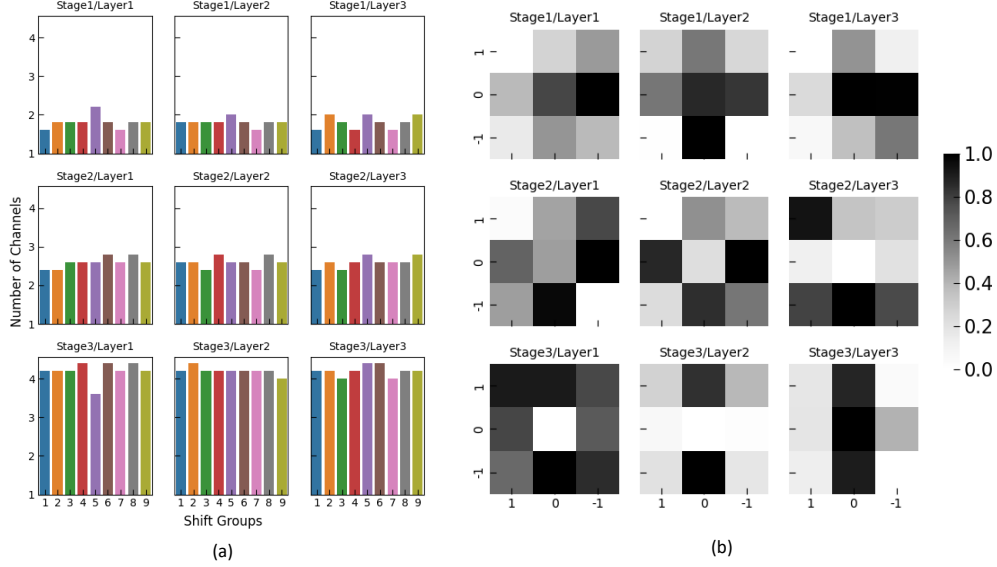 Stage1/Layer1 Stage1/Layer2 Stage1/Layer3
4
3
2
1
Stage2/Layer1 Stage2/Layer2 Stage2/Layer3
4
3
2
1
Stage3/Layer1 Stage3/Layer2 Stage3/Layer3
4
3
2
1
Number of Channels
1 2 3 4 5 6 7 8 9 1 2 3 4 5 6 7 8 9 1 2 3 4 5 6 7 8 9
Shift Groups
(a)
Stage1/Layer1 Stage1/Layer2 Stage1/Layer3
1
0
-1
Stage2/Layer1 Stage2/Layer2 Stage2/Layer3
1
0
-1
Stage3/Layer1 Stage3/Layer2 Stage3/Layer3
1
0
-1
1 0 -1 1 0 -1 1 0 -1
1.0
0.8
0.6
0.4
0.2
0.0
(b)